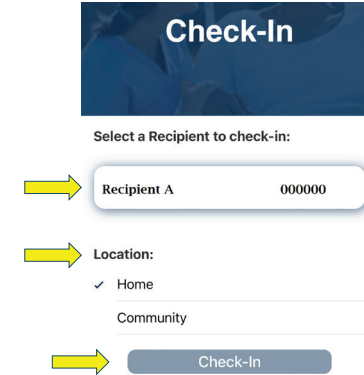 Check-In
Select a Recipient to check-in:
Recipient A 000000
Location:
Home
Community
Check-In